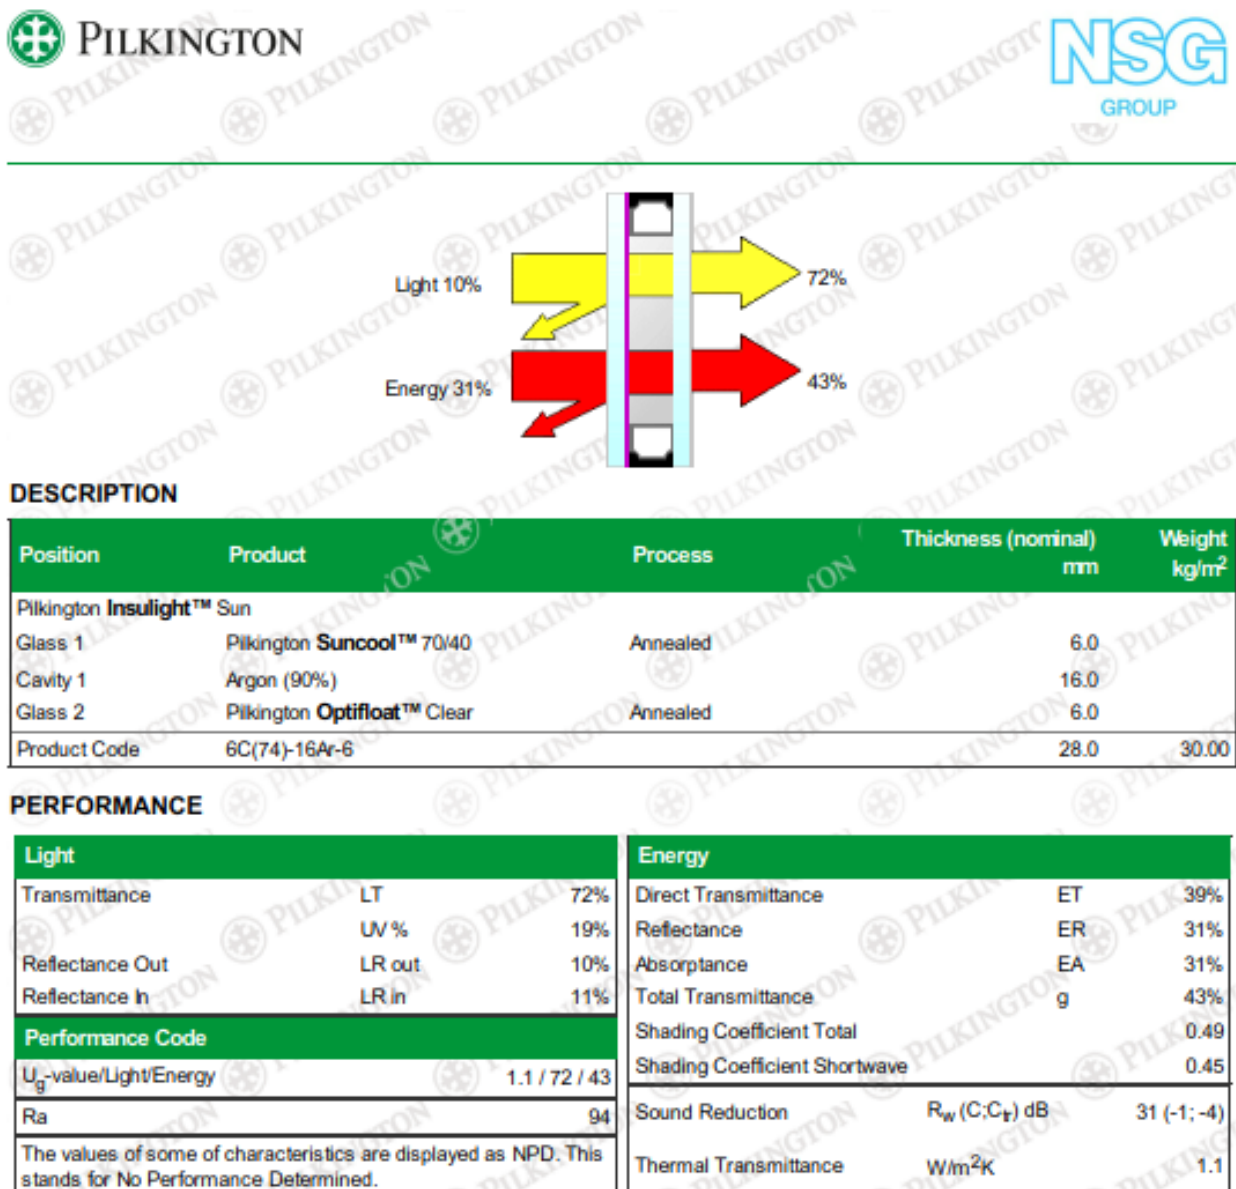 PILKINGTON
NSG
GROUP
Light 10%
72%
Energy 31%
43%
DESCRIPTION
Position Product Process Thickness (nominal) mm Weight kg/m²
Pilkington Insulight™ Sun
Glass 1 Pilkington Suncool™ 70/40 Annealed 6.0
Cavity 1 Argon (90%) 16.0
Glass 2 Pilkington Optifloat™ Clear Annealed 6.0
Product Code 6C(74)-16Ar-6 28.0 30.00
PERFORMANCE
Light
Transmittance LT 72%
UV % 19%
Reflectance Out LR out 10%
Reflectance In LR in 11%
Performance Code
Ug-value/Light/Energy 1.1 / 72 / 43
Ra 94
The values of some of characteristics are displayed as NPD. This
stands for No Performance Determined.
Energy
Direct Transmittance ET 39%
Reflectance ER 31%
Absorptance EA 31%
Total Transmittance g 43%
Shading Coefficient Total 0.49
Shading Coefficient Shortwave 0.45
Sound Reduction Rw (C;Ctr) dB 31 (-1; -4)
Thermal Transmittance W/m²K 1.1